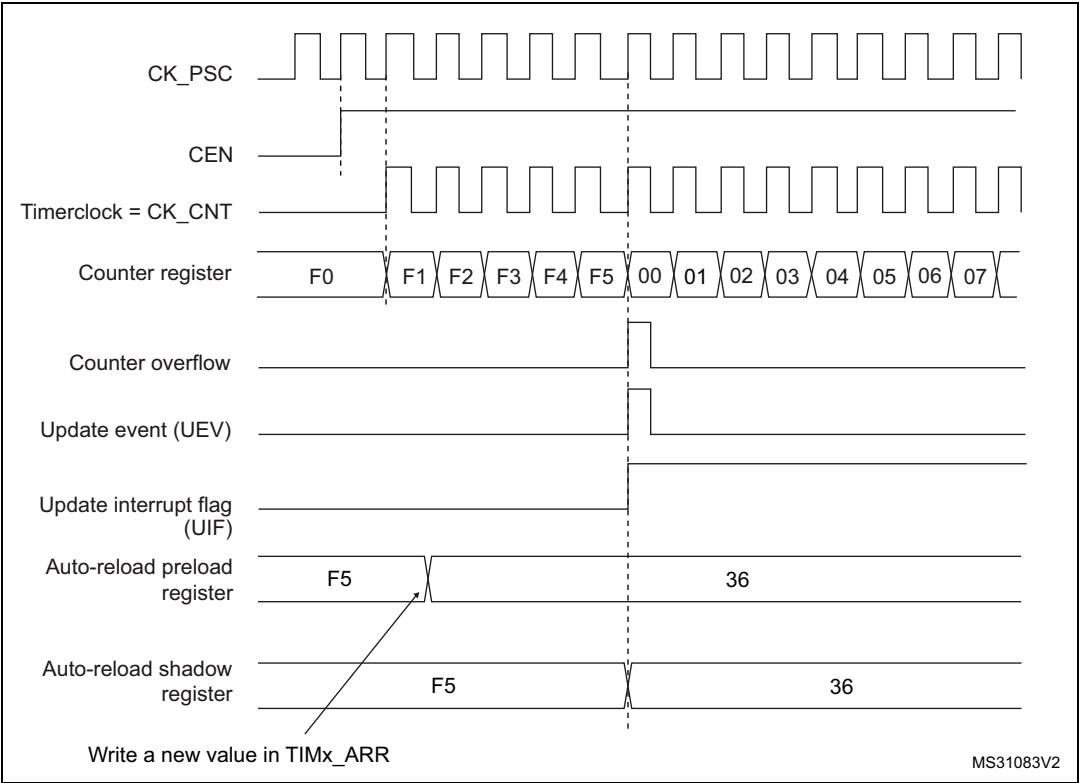 CK_PSC
CEN
Timerclock = CK_CNT
Counter register
F0 F1 F2 F3 F4 F5 00 01 02 03 04 05 06 07
Counter overflow
Update event (UEV)
Update interrupt flag
(UIF)
Auto-reload preload
register
F5 36
Auto-reload shadow
register
F5 36
Write a new value in TIMx_ARR
MS31083V2